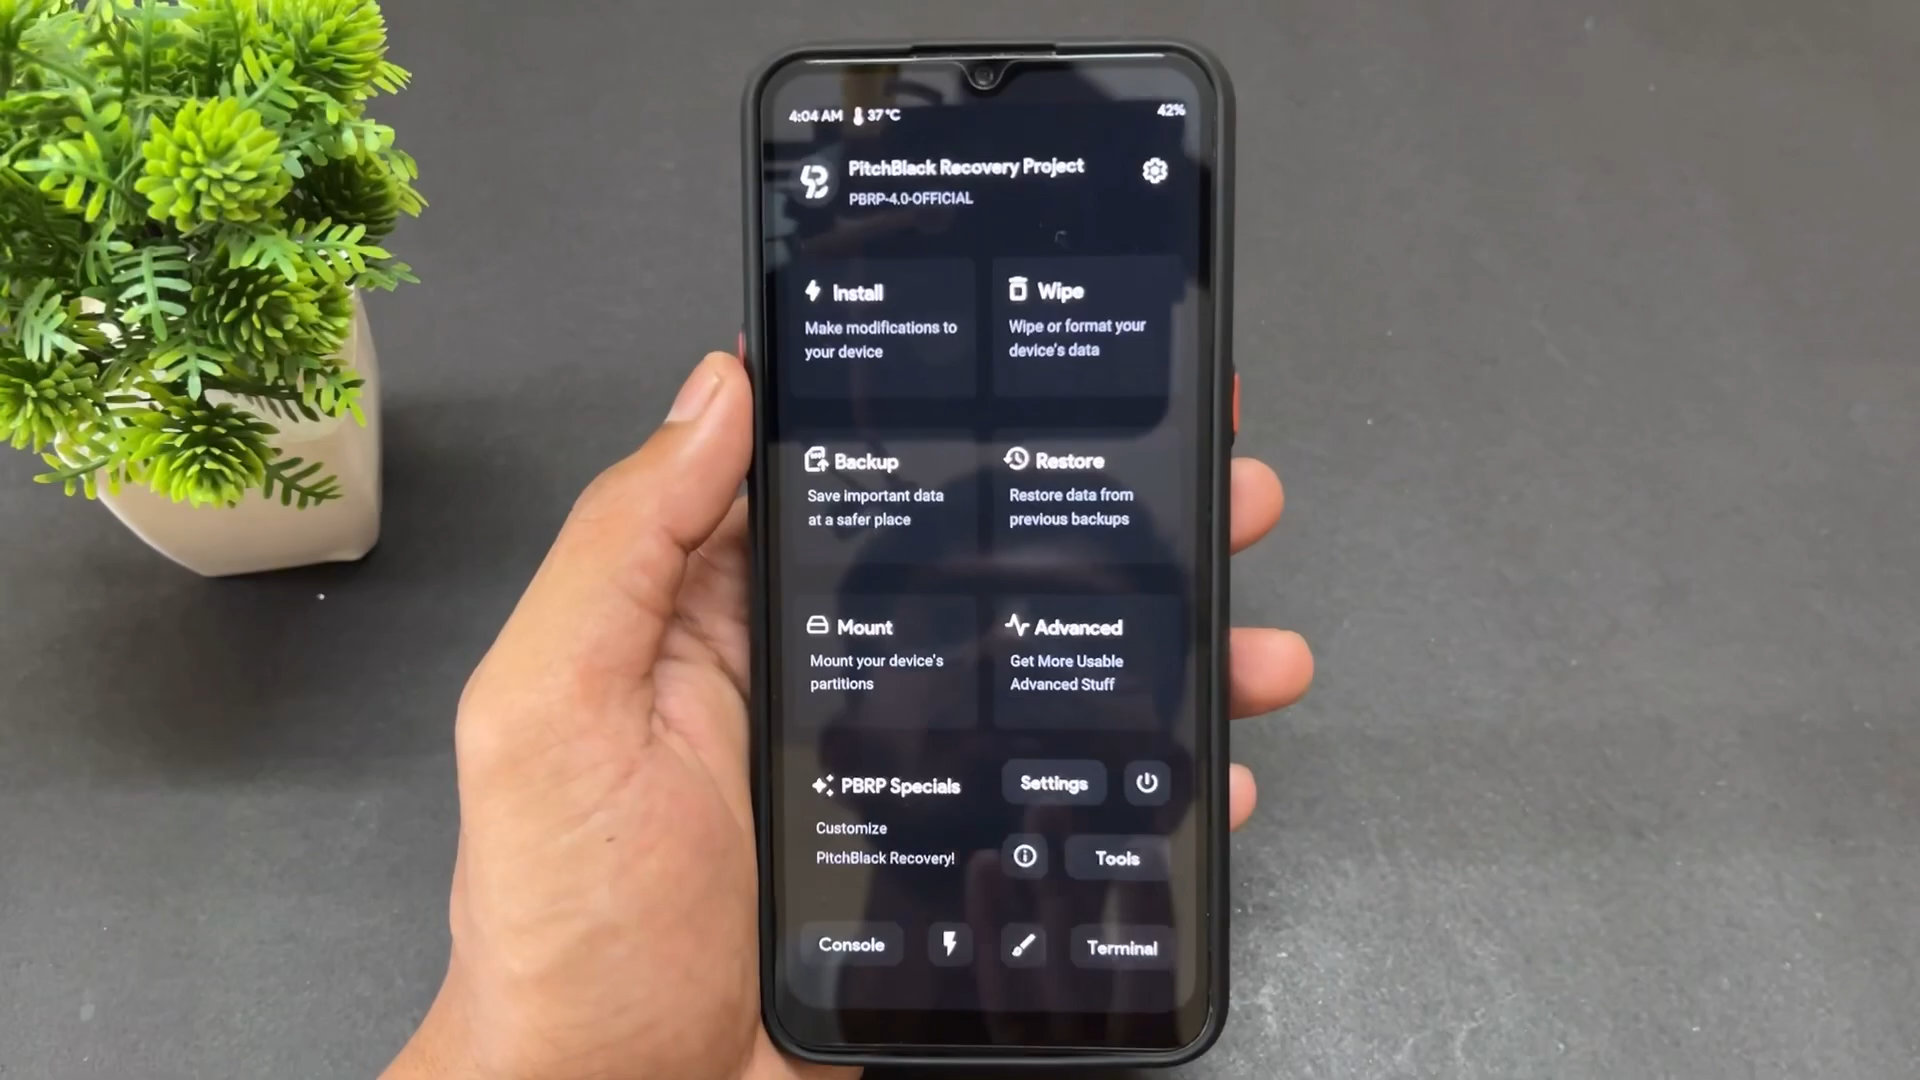 4:04 AM 37°C 42%
PitchBlack Recovery Project
PBRP-4.0-OFFICIAL
Install
Make modifications to
your device
Wipe
Wipe or format your
device's data
Backup
Save important data
at a safer place
Restore
Restore data from
previous backups
Mount
Mount your device's
partitions
Advanced
Get More Usable
Advanced Stuff
PBRP Specials
Customize
PitchBlack Recovery!
Settings
Tools
Console
Terminal